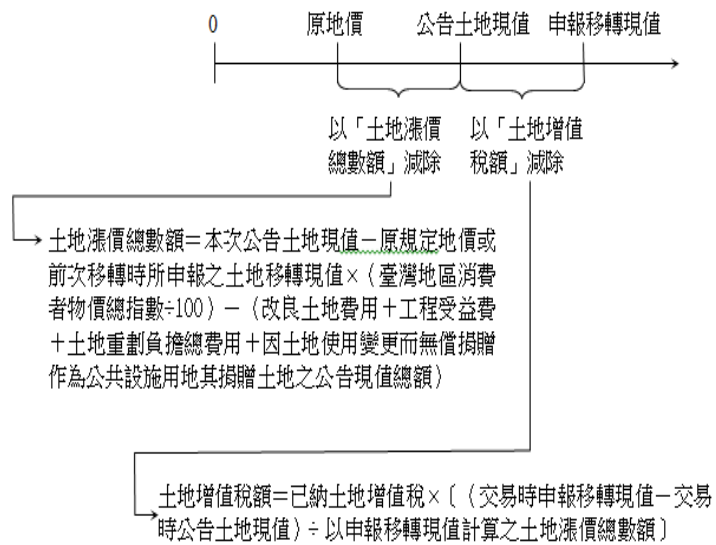 0 原地價 公告土地現值 申報移轉現值
以「土地漲價
總數額」減除
以「土地增值
稅額」減除
土地漲價總數額＝本次公告土地現值－原規定地價或
前次移轉時所申報之土地移轉現值×（臺灣地區消費
者物價總指數÷100）－（改良土地費用＋工程受益費
＋土地重劃負擔總費用＋因土地使用變更而無償捐贈
作為公共設施用地其捐贈土地之公告現值總額）
土地增值稅額＝已納土地增值稅×〔（交易時申報移轉現值－交易
時公告土地現值）÷以申報移轉現值計算之土地漲價總數額〕